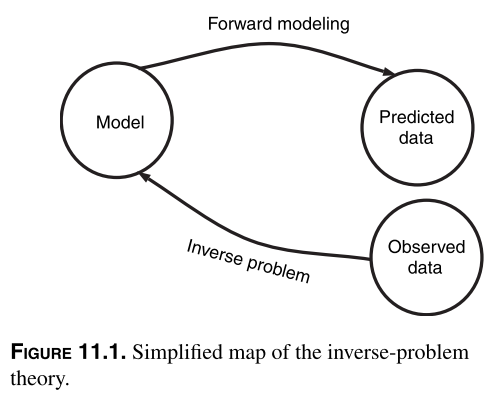 Forward modeling
Model
Predicted
data
Observed
data
Inverse problem
FIGURE 11.1. Simplified map of the inverse-problem
theory.